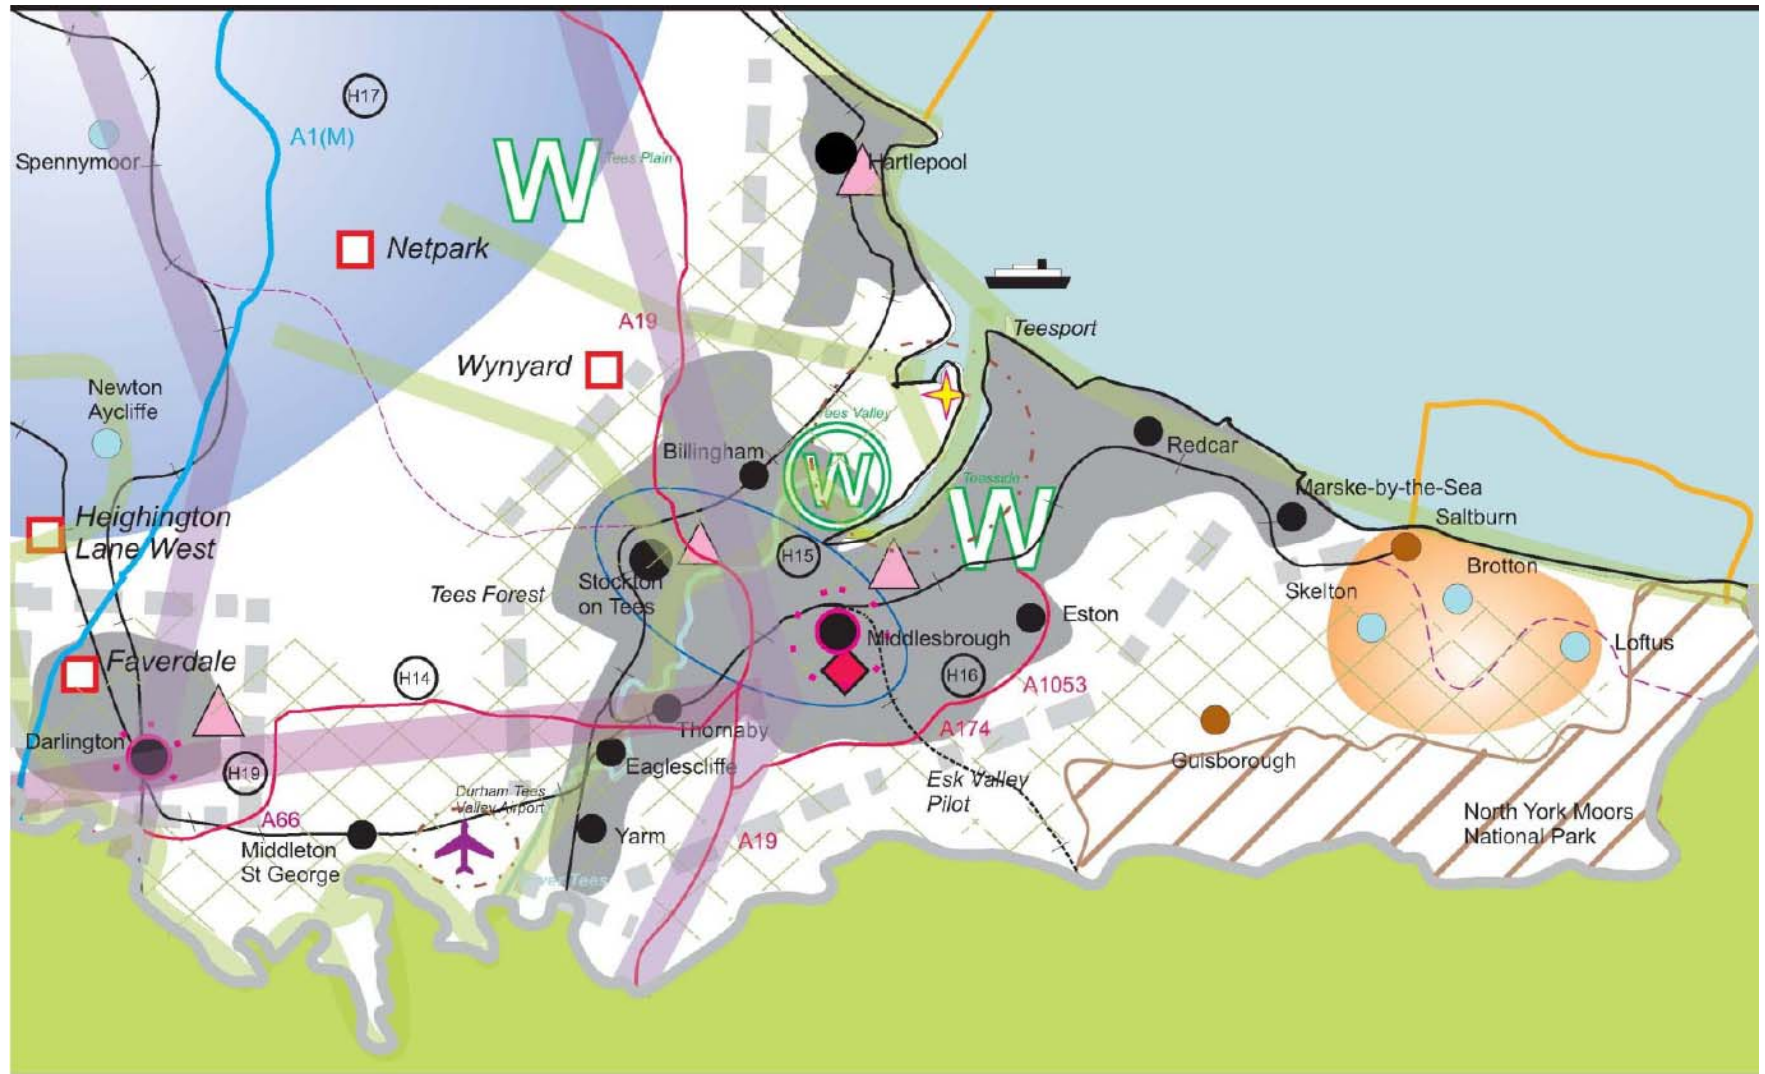 H17
A1(M)
W
Tees Plain
Spennymoor
Hartlepool
Netpark
A19
Teesport
Wynyard
Newton
Aycliffe
Tees Valley
W
Billingham
Redcar
Teesside
W
Marske-by-the-Sea
Saltburn
Heighington
Lane West
H15
Brotton
Stockton
on Tees
Tees Forest
Skelton
Eston
Middlesbrough
Loftus
Faverdale
H14
H16
A1053
Darlington
Thornaby
A174
Guisborough
H19
Eaglescliffe
Esk Valley
Pilot
Durham Tees
Valley Airport
A66
North York Moors
National Park
Yarm
A19
Middleton
St George
River Tees